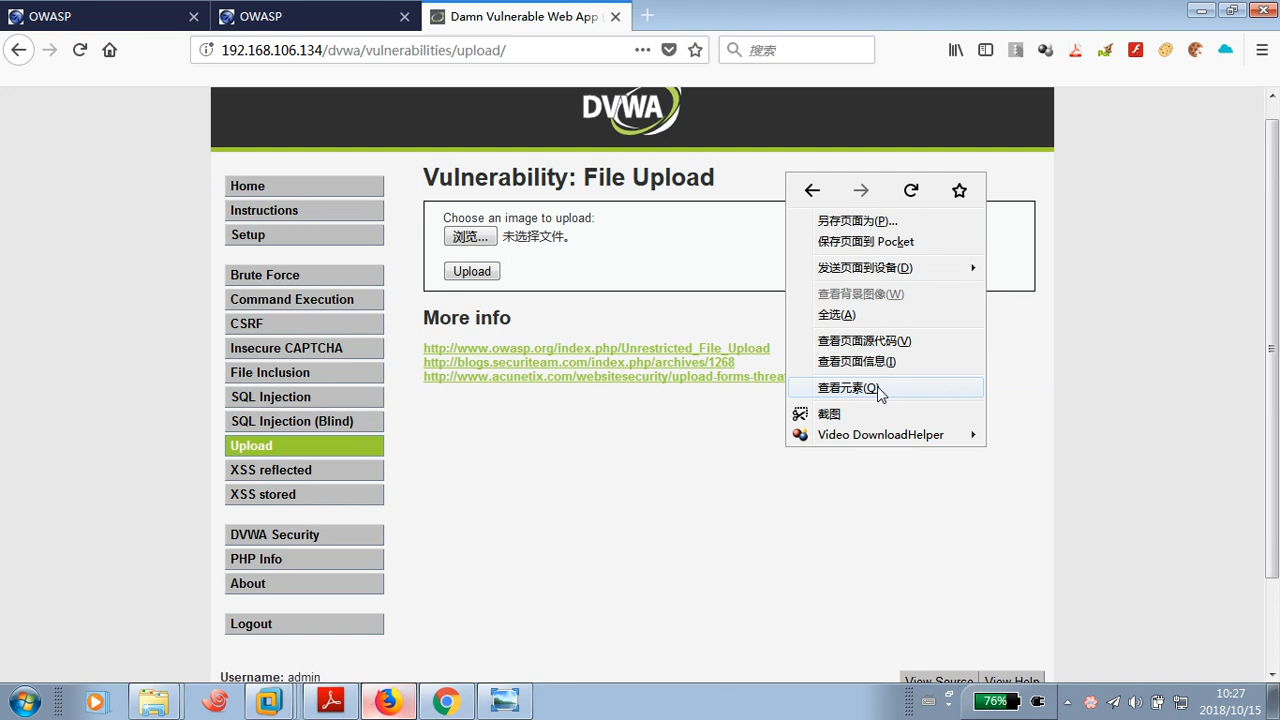 OWASP
OWASP
Damn Vulnerable Web App
192.168.106.134/dvwa/vulnerabilities/upload/
搜索
DVWA
Home
Instructions
Setup
Brute Force
Command Execution
CSRF
Insecure CAPTCHA
File Inclusion
SQL Injection
SQL Injection (Blind)
Upload
XSS reflected
XSS stored
DVWA Security
PHP Info
About
Logout
Username: admin
Vulnerability: File Upload
Choose an image to upload:
浏览... 未选择文件。
Upload
More info
http://www.owasp.org/index.php/Unrestricted_File_Upload
http://blogs.securiteam.com/index.php/archives/1268
http://www.acunetix.com/websitesecurity/upload-forms-threat
另存页面为(P)...
保存页面到 Pocket
发送页面到设备(D)
查看背景图像(W)
全选(A)
查看页面源代码(V)
查看页面信息(I)
查看元素(Q)
截图
Video DownloadHelper
View Source View Help
76%
10:27
2018/10/15